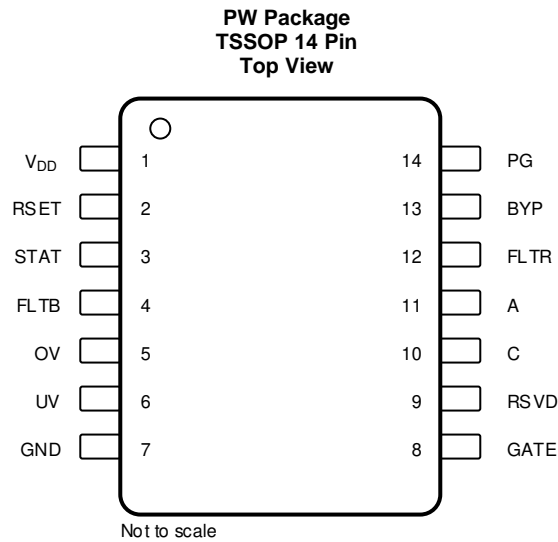 PW Package
TSSOP 14 Pin
Top View
VDD 1 14 PG
RSET 2 13 BYP
STAT 3 12 FLTR
FLTB 4 11 A
OV 5 10 C
UV 6 9 RSVD
GND 7 8 GATE
Not to scale